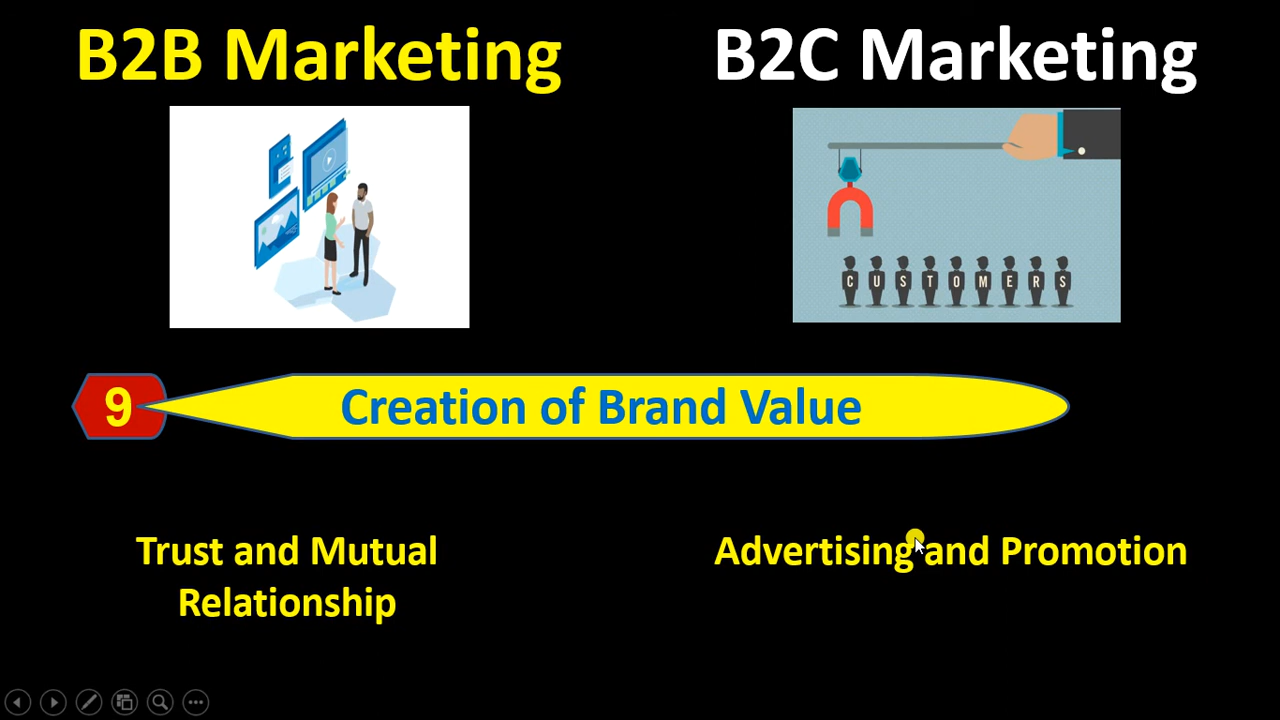 B2B Marketing
B2C Marketing
CUSTOMERS
9
Creation of Brand Value
Trust and Mutual
Relationship
Advertising and Promotion